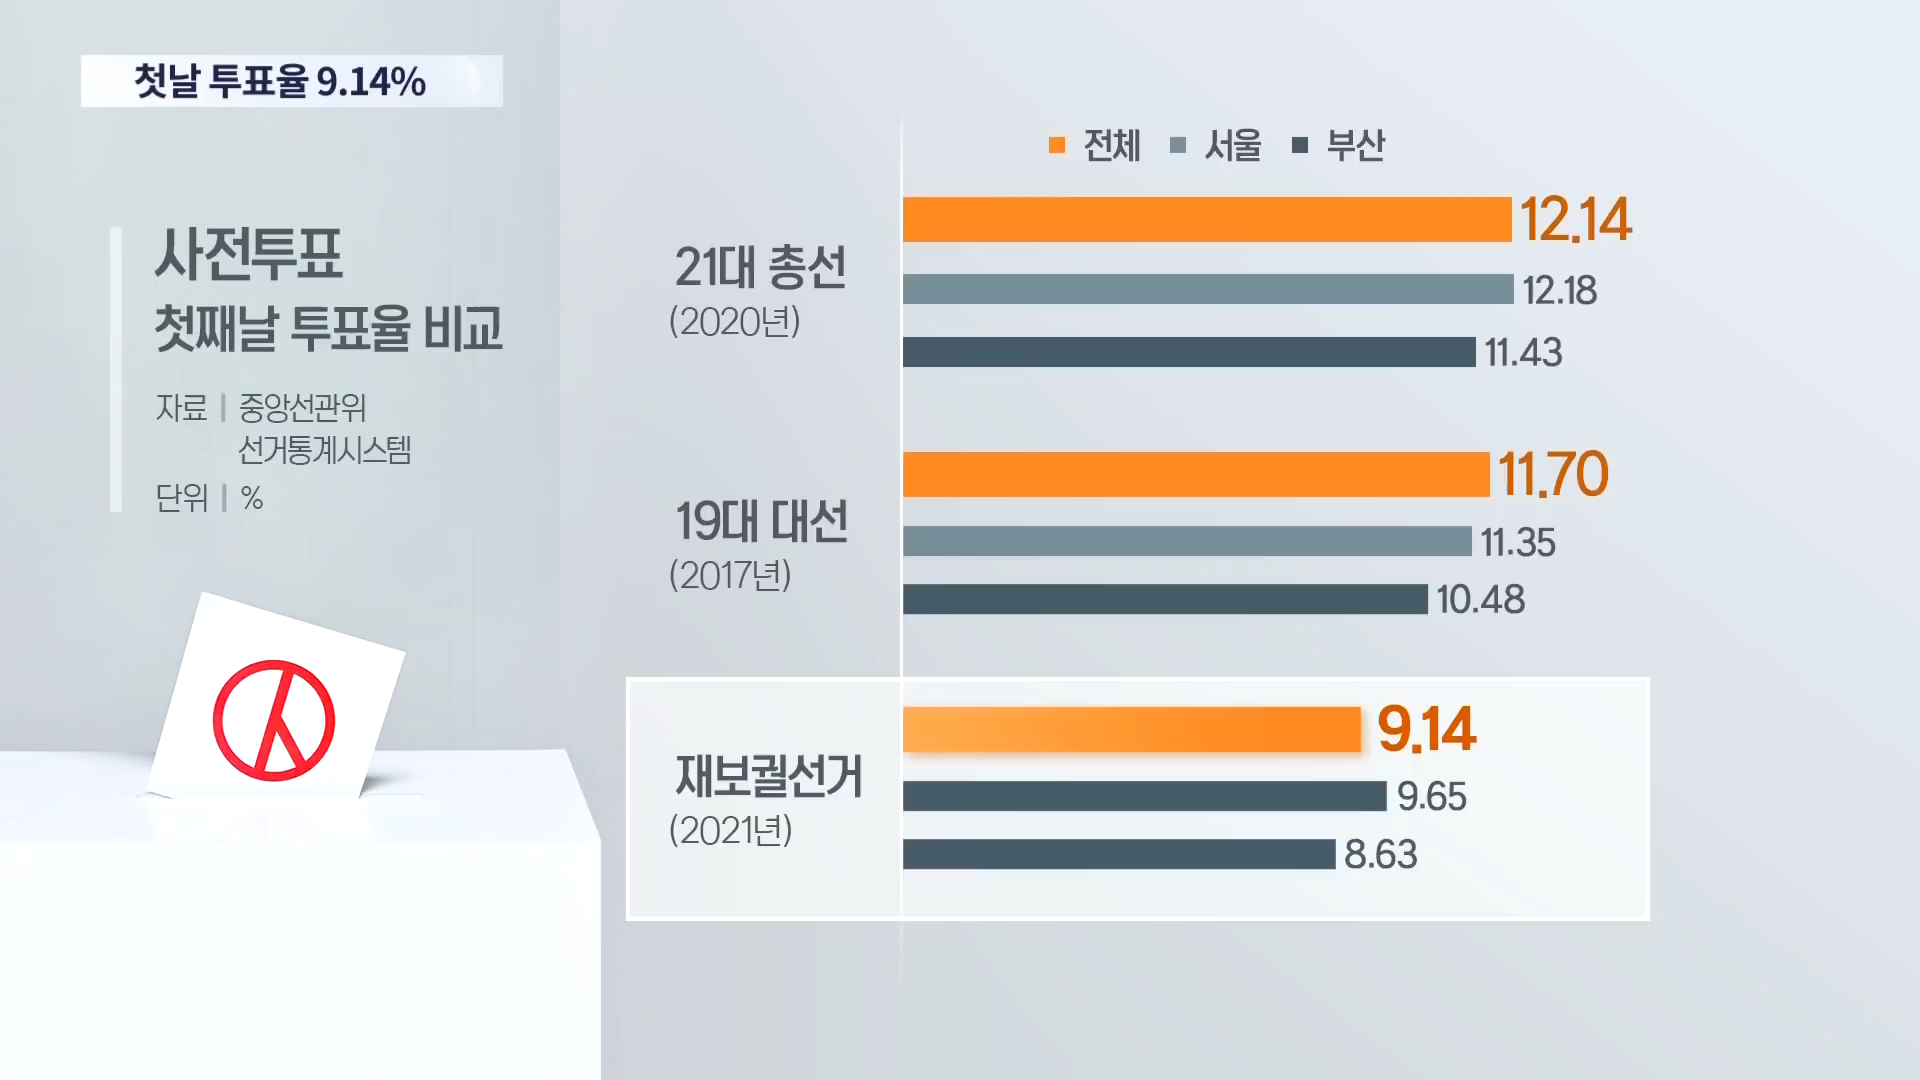 첫날 투표율 9.14%
사전투표
첫째날 투표율 비교
자료 | 중앙선관위
선거통계시스템
단위 | %
전체 서울 부산
21대 총선
(2020년)
12.14
12.18
11.43
19대 대선
(2017년)
11.70
11.35
10.48
재보궐선거
(2021년)
9.14
9.65
8.63